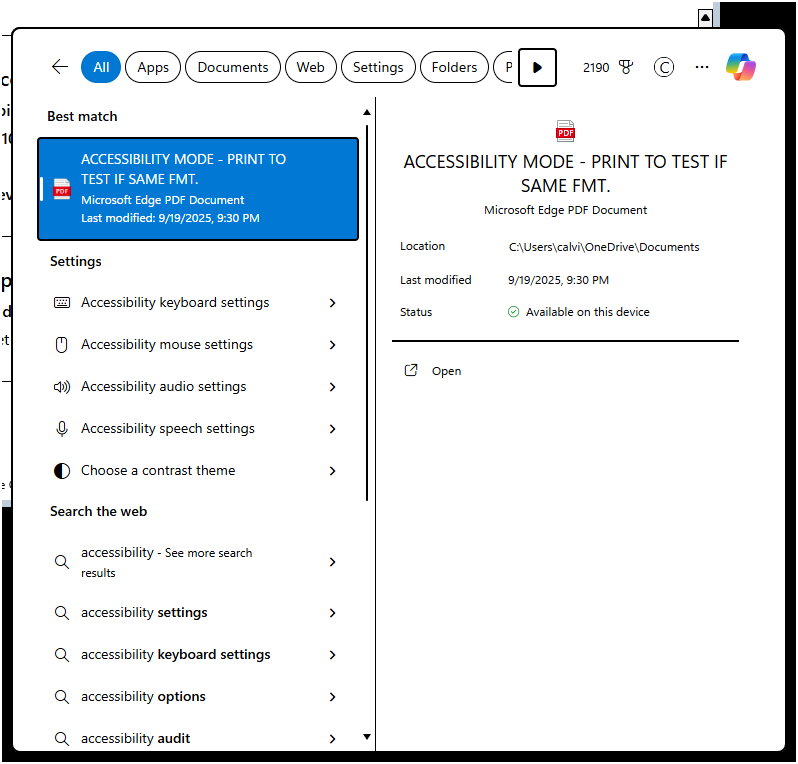 All
Apps
Documents
Web
Settings
Folders
P
2190
C
Best match
ACCESSIBILITY MODE - PRINT TO
TEST IF SAME FMT.
Microsoft Edge PDF Document
Last modified: 9/19/2025, 9:30 PM
Settings
Accessibility keyboard settings
Accessibility mouse settings
Accessibility audio settings
Accessibility speech settings
Choose a contrast theme
Search the web
accessibility - See more search
results
accessibility settings
accessibility keyboard settings
accessibility options
accessibility audit
PDF
ACCESSIBILITY MODE - PRINT TO TEST IF
SAME FMT.
Microsoft Edge PDF Document
Location C:\Users\calvi\OneDrive\Documents
Last modified 9/19/2025, 9:30 PM
Status Available on this device
Open